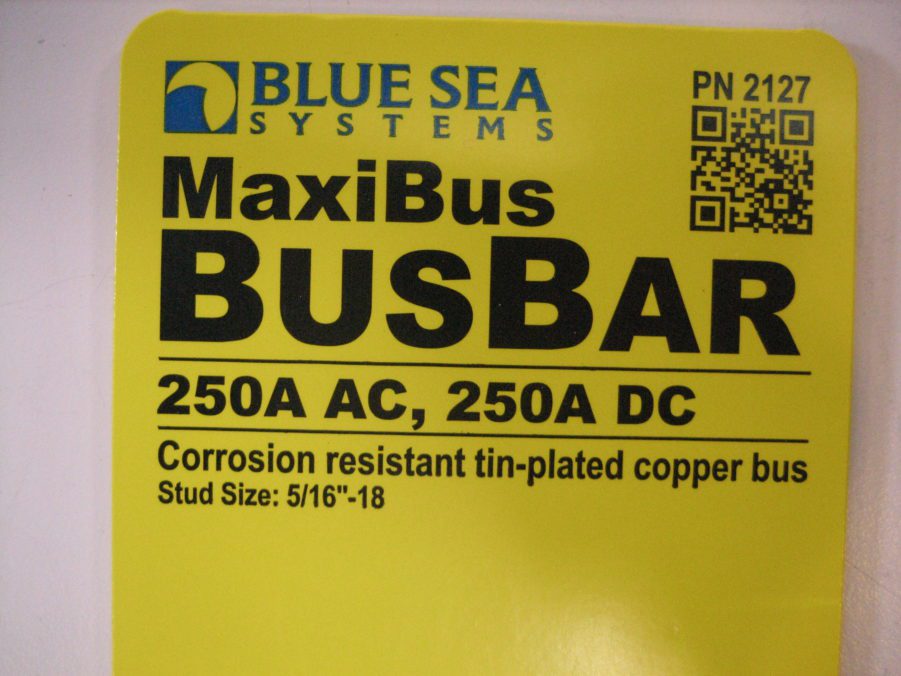 BLUE SEA
SYSTEMS
PN 2127
MaxiBus
BUSBAR
250A AC, 250A DC
Corrosion resistant tin-plated copper bus
Stud Size: 5/16"-18